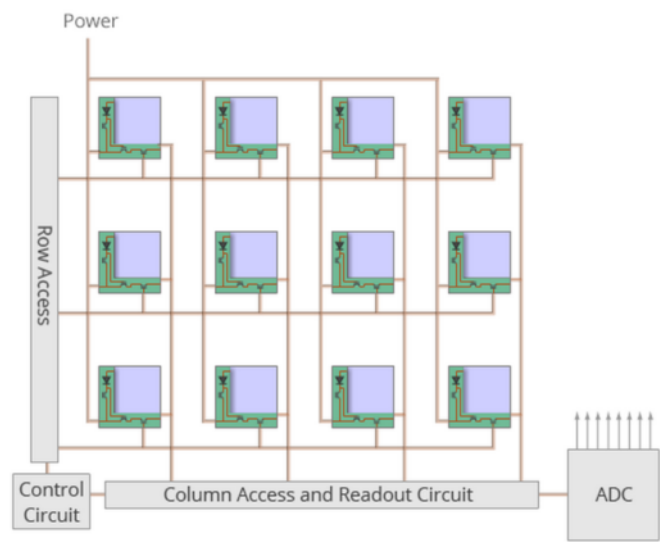 Power
Row Access
Control
Circuit
Column Access and Readout Circuit
ADC